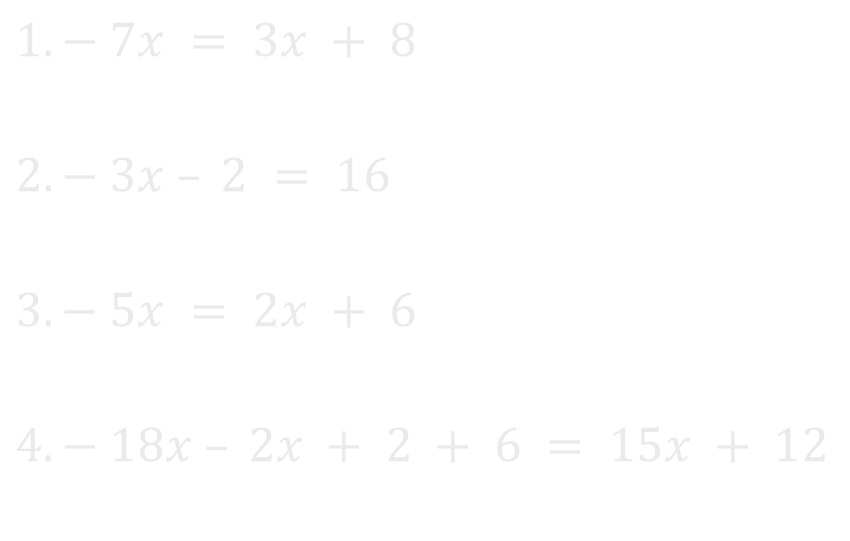 1. − 7x = 3x + 8
2. − 3x – 2 = 16
3. − 5x = 2x + 6
4. − 18x – 2x + 2 + 6 = 15x + 12